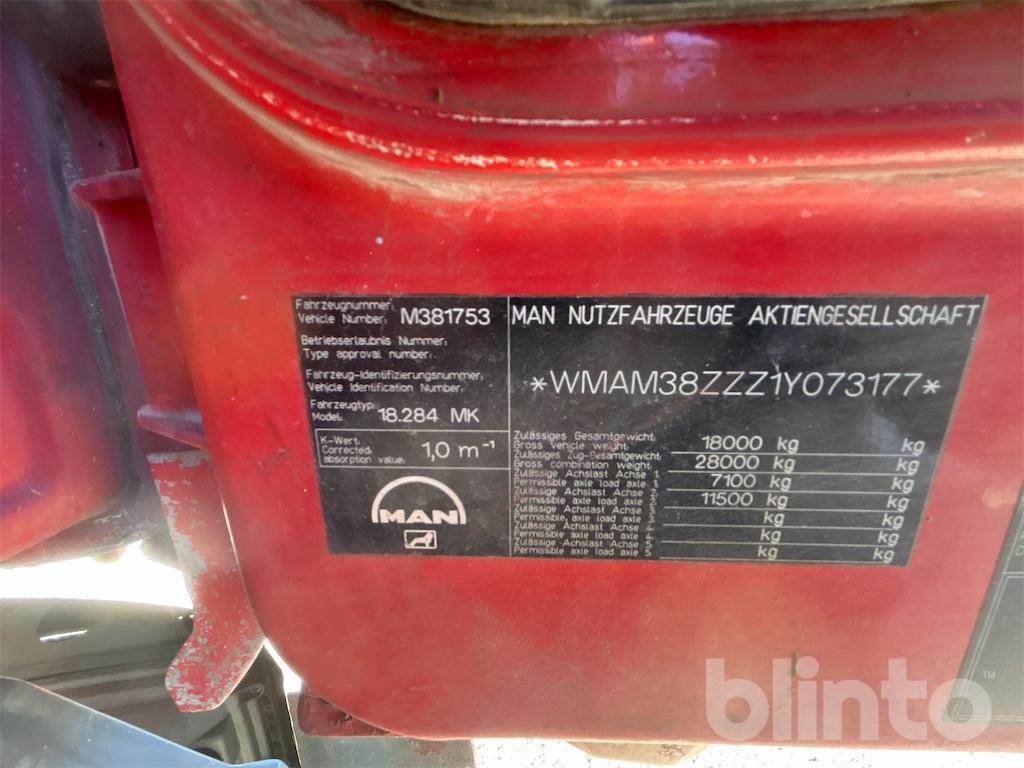 Fahrzeugnummer:
Vehicle Number: M381753
Betriebserlaubnis Nummer:
Type approval number:
Fahrzeug-Identifizierungsnummer:
Vehicle Identification Number:
Fahrzeugtyp:
Model: 18.284 MK
K-Wert:
Corrected absorption value: 1,0 m⁻¹
MAN
MAN NUTZFAHRZEUGE AKTIENGESELLSCHAFT
*WMAM38ZZZ1Y073177*
Zulässiges Gesamtgewicht:
Gross vehicle weight: 18000 kg kg
Zulässiges Zug-Gesamtgewicht:
Gross combination weight: 28000 kg kg
Zulässige Achslast Achse 1:
Permissible axle load axle 1: 7100 kg kg
Zulässige Achslast Achse 2:
Permissible axle load axle 2: 11500 kg kg
Zulässige Achslast Achse 3:
Permissible axle load axle 3: kg kg
Zulässige Achslast Achse 4:
Permissible axle load axle 4: kg kg
Zulässige Achslast Achse 5:
Permissible axle load axle 5: kg kg
blinto™